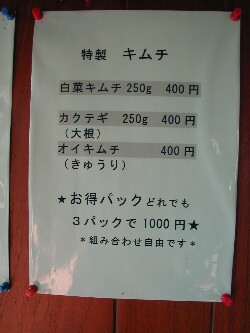 特製 キムチ
白菜キムチ 250g 400円
カクテギ 250g 400円
(大根)
オイキムチ 400円
(きゅうり)
★お得パックどれでも
3パックで1000円★
*組み合わせ自由です*